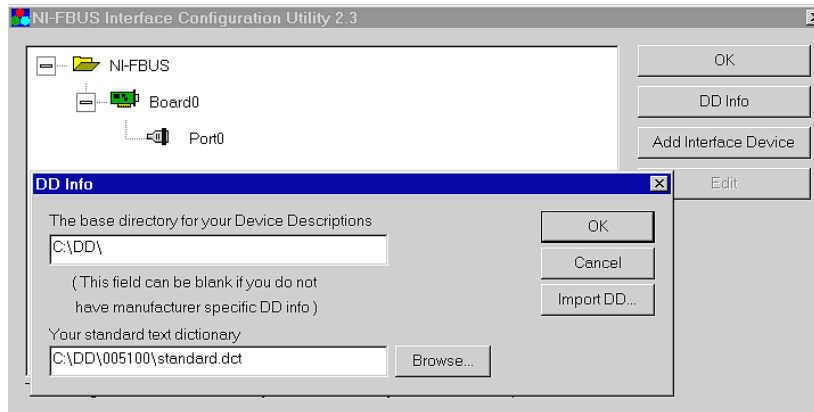 NI-FBUS Interface Configuration Utility 2.3
NI-FBUS
OK
Board0
DD Info
Port0
Add Interface Device
Edit
DD Info
The base directory for your Device Descriptions
OK
C:\DD\
Cancel
( This field can be blank if you do not
have manufacturer specific DD info )
Import DD...
Your standard text dictionary
C:\DD\005100\standard.dct
Browse...